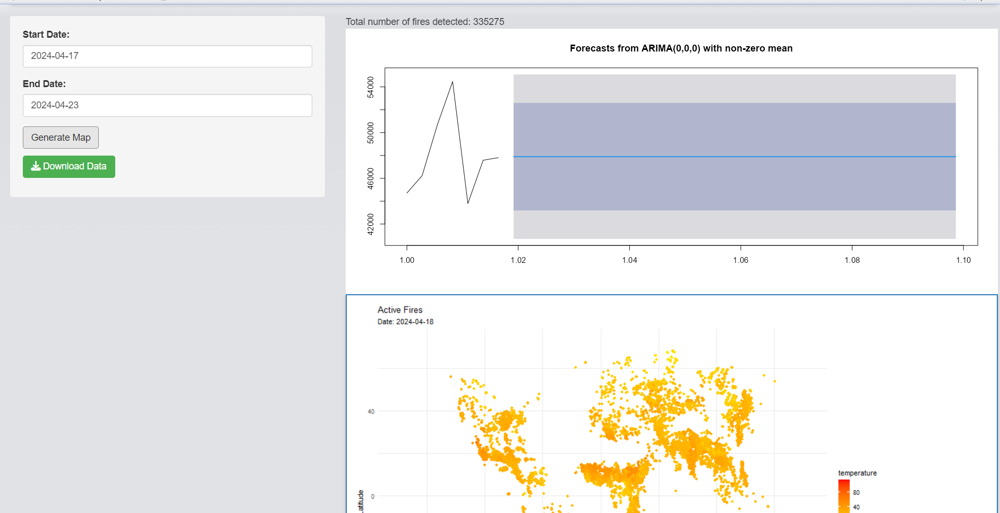 Start Date:
2024-04-17
End Date:
2024-04-23
Generate Map
Download Data
Total number of fires detected: 335275
Forecasts from ARIMA(0,0,0) with non-zero mean
54000
50000
46000
42000
1.00 1.02 1.04 1.06 1.08 1.10
Active Fires
Date: 2024-04-18
40
0
temperature
80
40